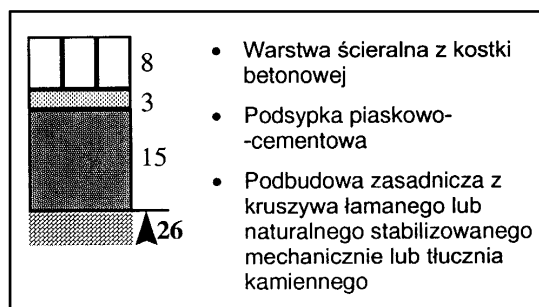 8
3
15
26
• Warstwa ścieralna z kostki
betonowej
• Podsypka piaskowo-
-cementowa
• Podbudowa zasadnicza z
kruszywa łamanego lub
naturalnego stabilizowanego
mechanicznie lub tłucznia
kamiennego